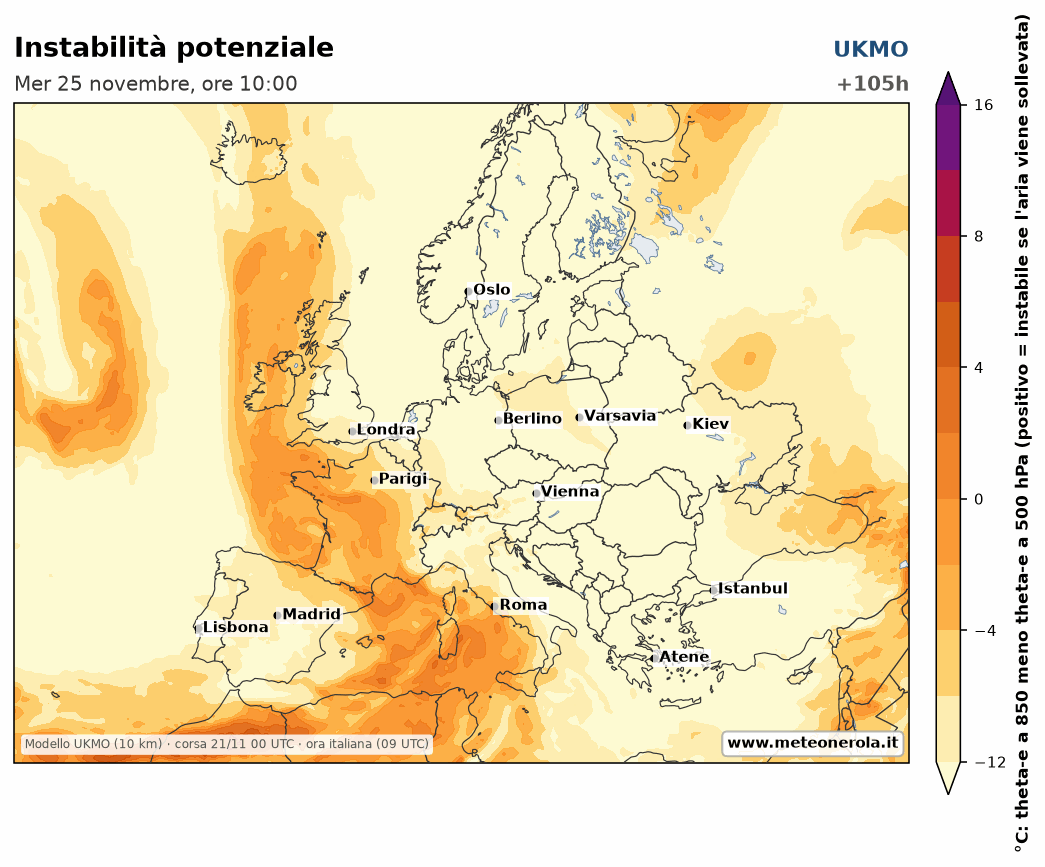 Instabilità potenziale
UKMO
Mer 25 novembre, ore 10:00
+105h
Oslo
Londra
Berlino
Varsavia
Kiev
Parigi
Vienna
Istanbul
Roma
Madrid
Lisbona
Atene
Modello UKMO (10 km) · corsa 21/11 00 UTC · ora italiana (09 UTC)
www.meteonerola.it
16
8
4
0
−4
−12
°C: theta-e a 850 meno theta-e a 500 hPa (positivo = instabile se l'aria viene sollevata)